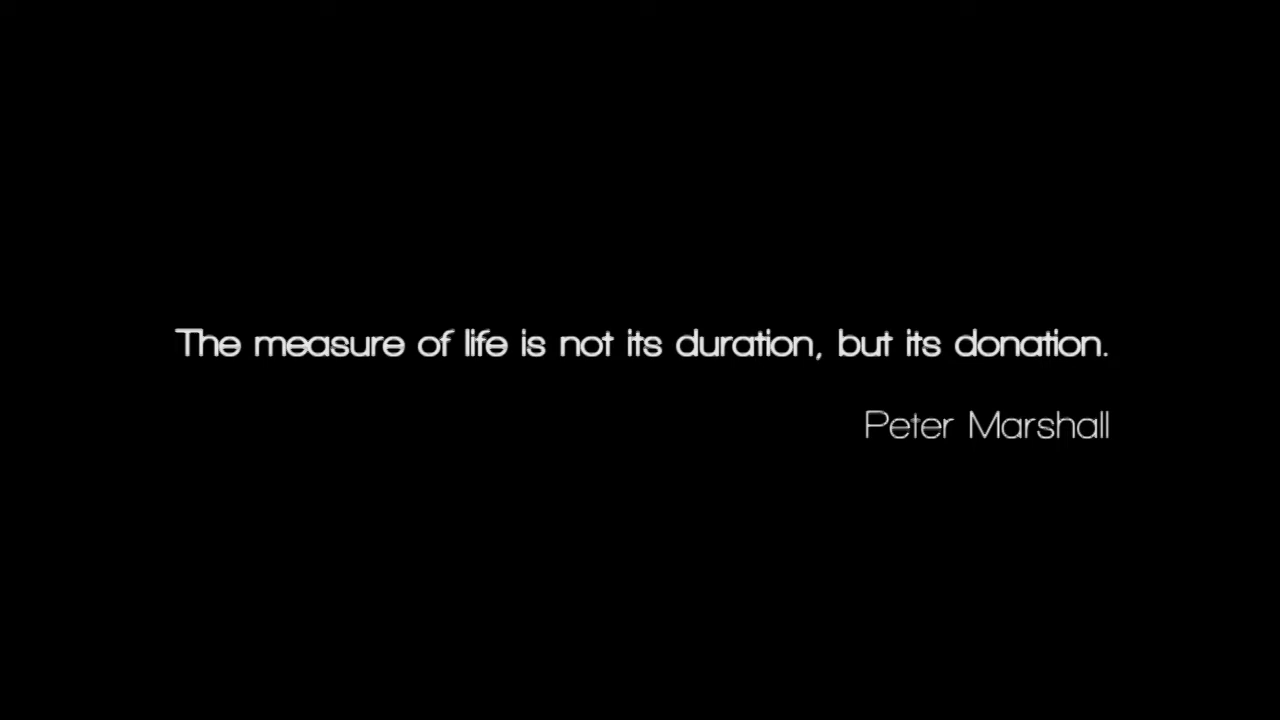 The measure of life is not its duration, but its donation.
Peter Marshall